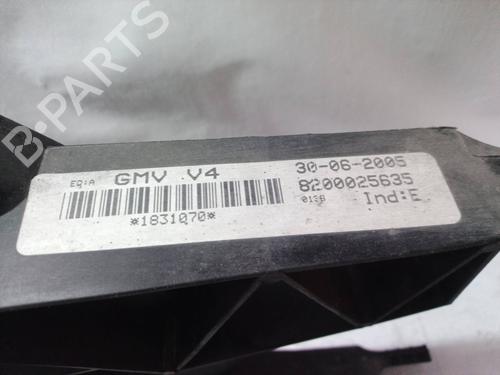 EQ:A GMV V4
*1831070*
30-06-2005
8200025635
Ind:E
B-PARTS